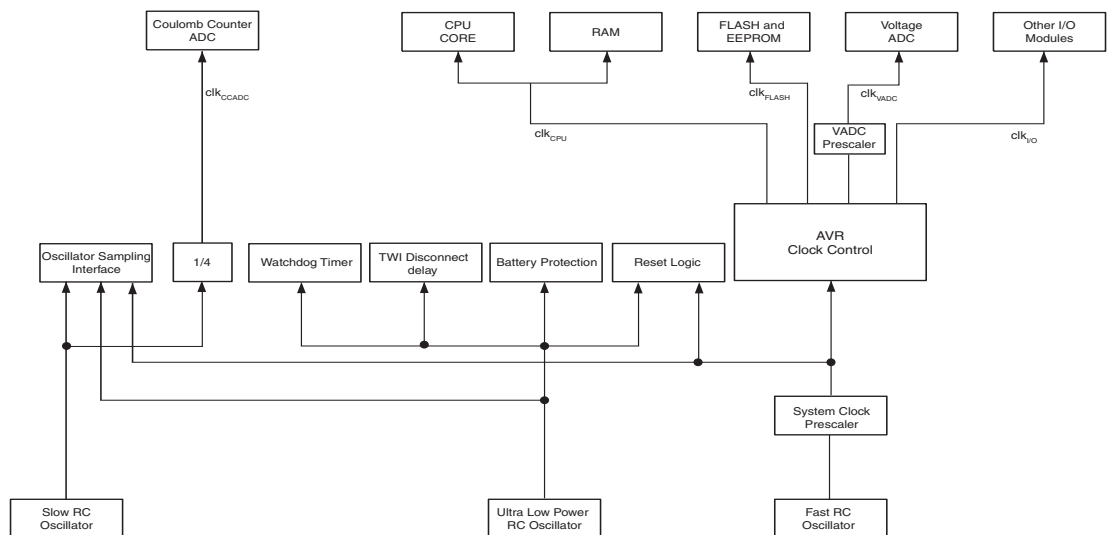 Coulomb Counter
ADC
CPU
CORE
RAM
FLASH and
EEPROM
Voltage
ADC
Other I/O
Modules
clkCCADC
clkFLASH
clkVADC
clkCPU
VADC
Prescaler
clkI/O
AVR
Clock Control
Oscillator Sampling
Interface
1/4
Watchdog Timer
TWI Disconnect
delay
Battery Protection
Reset Logic
System Clock
Prescaler
Slow RC
Oscillator
Ultra Low Power
RC Oscillator
Fast RC
Oscillator